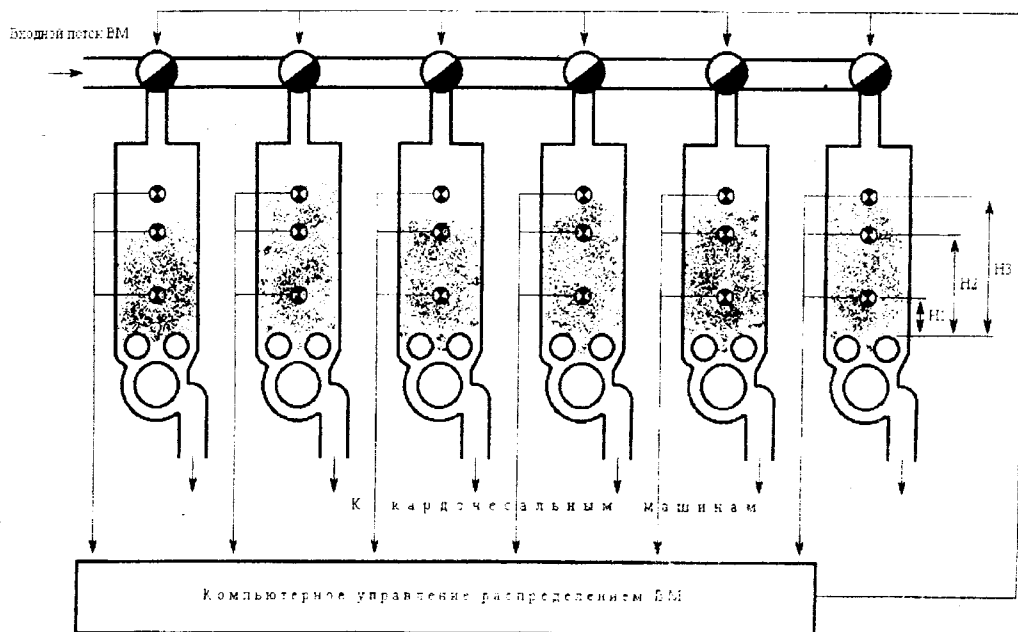 Входной поток ВМ
H3
H2
H1
К кардочесальным машинам
Компьютерное управление распределением ВМ